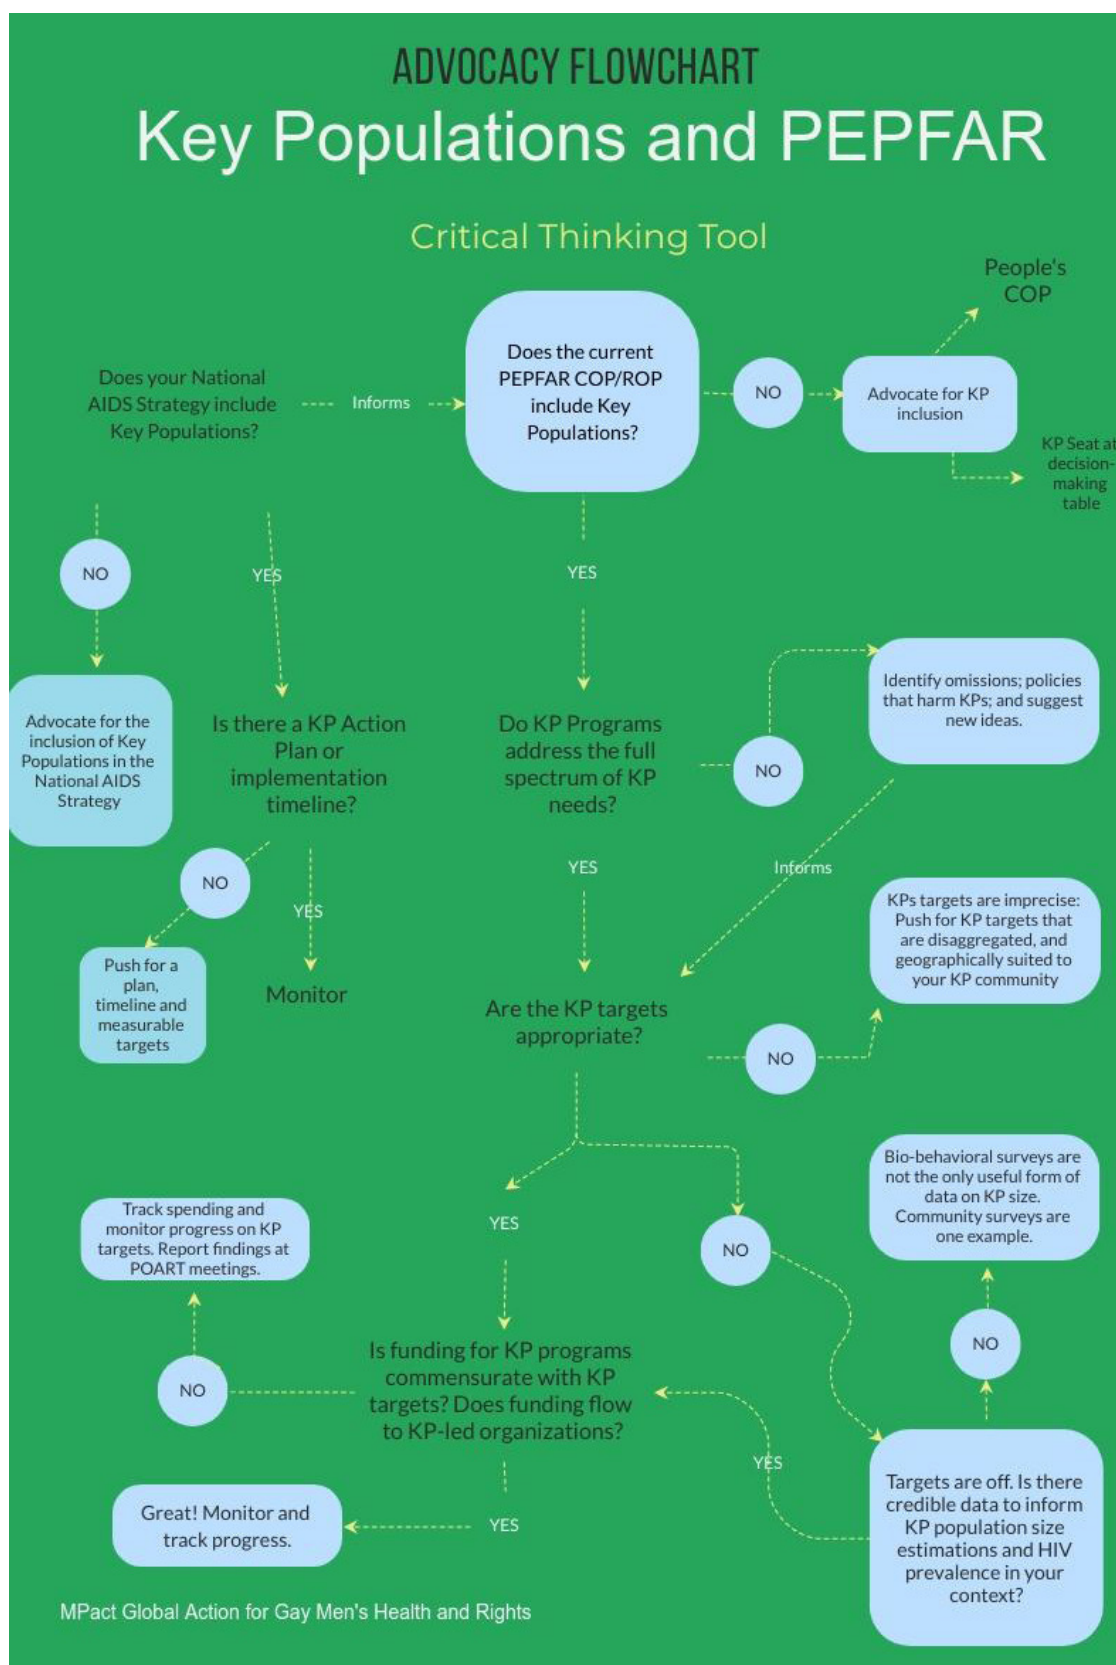 ADVOCACY FLOWCHART
Key Populations and PEPFAR
Critical Thinking Tool
People's
COP
Does the current
PEPFAR COP/ROP
include Key
Populations?
Does your National
AIDS Strategy include
Key Populations?
Informs
NO
Advocate for KP
inclusion
KP Seat at
decision-
making
table
NO
YES
YES
Advocate for the
inclusion of Key
Populations in the
National AIDS
Strategy
Is there a KP Action
Plan or
implementation
timeline?
Do KP Programs
address the full
spectrum of KP
needs?
NO
Identify omissions; policies
that harm KPs; and suggest
new ideas.
NO
YES
YES
Informs
Push for a
plan,
timeline and
measurable
targets
Monitor
Are the KP targets
appropriate?
KPs targets are imprecise:
Push for KP targets that
are disaggregated, and
geographically suited to
your KP community
NO
Bio-behavioral surveys are
not the only useful form of
data on KP size.
Community surveys are
one example.
Track spending and
monitor progress on KP
targets. Report findings at
POART meetings.
YES
NO
NO
Is funding for KP programs
commensurate with KP
targets? Does funding flow
to KP-led organizations?
NO
YES
Targets are off. Is there
credible data to inform
KP population size
estimations and HIV
prevalence in your
context?
Great! Monitor and
track progress.
YES
MPact Global Action for Gay Men's Health and Rights